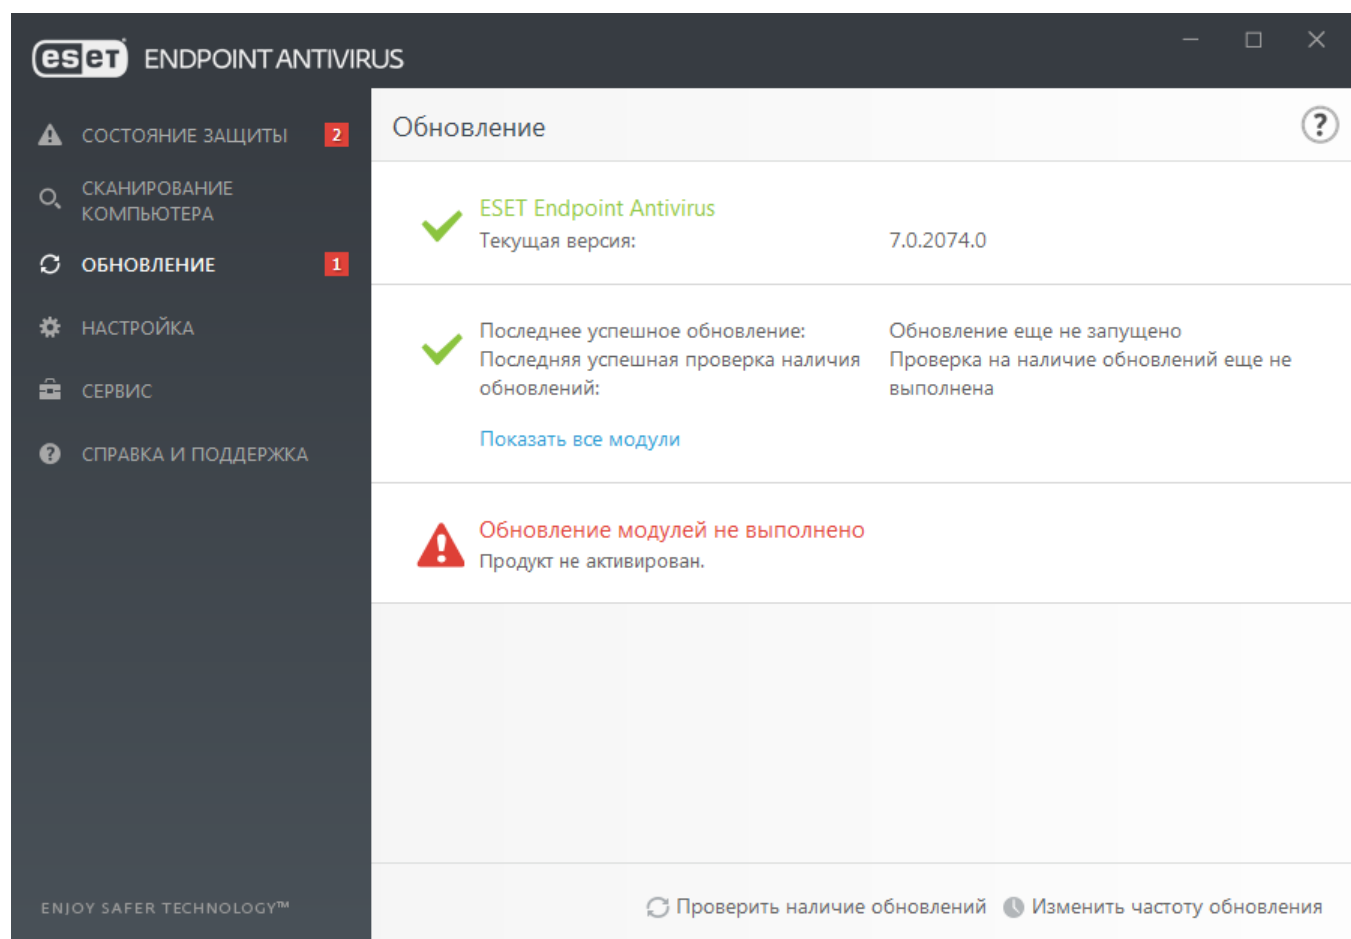 eset ENDPOINT ANTIVIRUS
СОСТОЯНИЕ ЗАЩИТЫ 2
СКАНИРОВАНИЕ
КОМПЬЮТЕРА
ОБНОВЛЕНИЕ 1
НАСТРОЙКА
СЕРВИС
СПРАВКА И ПОДДЕРЖКА
ENJOY SAFER TECHNOLOGY™
Обновление ?
ESET Endpoint Antivirus
Текущая версия: 7.0.2074.0
Последнее успешное обновление: Обновление еще не запущено
Последняя успешная проверка наличия Проверка на наличие обновлений еще не
обновлений: выполнена
Показать все модули
Обновление модулей не выполнено
Продукт не активирован.
Проверить наличие обновлений Изменить частоту обновления